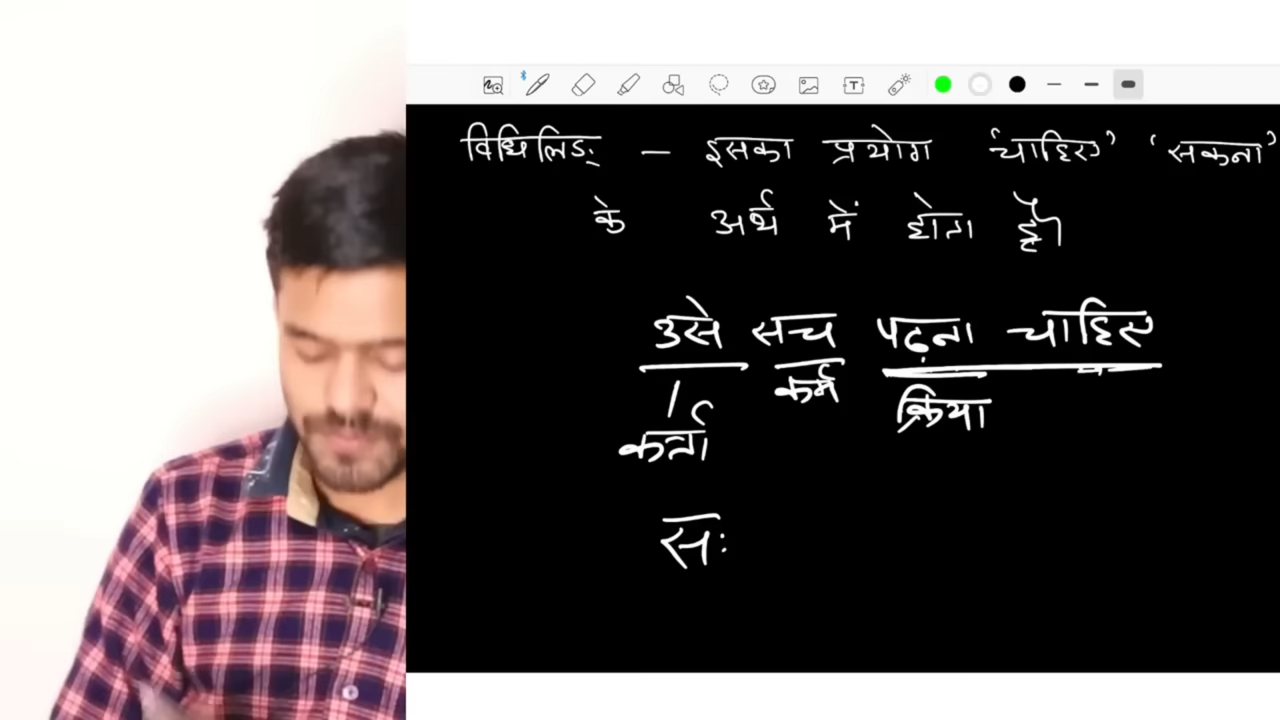 विधिलिङः - इसका प्रयोग 'चाहिए' 'सकना'
के अर्थ में होता है।
उसे सच पढ़ना चाहिए
कर्म
क्रिया
कर्त्ता
सः